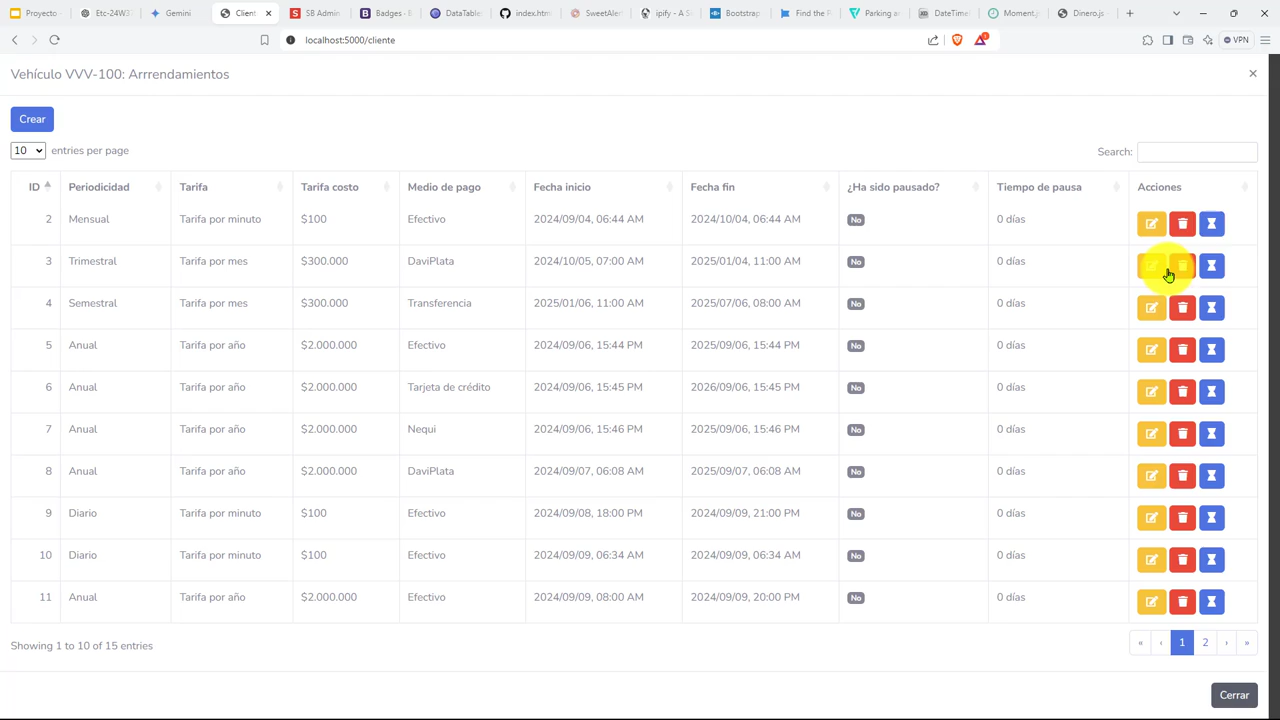 Proyecto
Etc-24W3
Gemini
Client
SB Admin
Badges - B
DataTable
index.htm
SweetAler
ipify - A S
Bootstrap
Find the P
Parking ar
DateTime
Moment.j
Dinero.js
localhost:5000/cliente
VPN
Vehículo VVV-100: Arrrendamientos
×
Crear
10 entries per page
Search:
ID Periodicidad Tarifa Tarifa costo Medio de pago Fecha inicio Fecha fin ¿Ha sido pausado? Tiempo de pausa Acciones
2 Mensual Tarifa por minuto $100 Efectivo 2024/09/04, 06:44 AM 2024/10/04, 06:44 AM No 0 días
3 Trimestral Tarifa por mes $300.000 DaviPlata 2024/10/05, 07:00 AM 2025/01/04, 11:00 AM No 0 días
4 Semestral Tarifa por mes $300.000 Transferencia 2025/01/06, 11:00 AM 2025/07/06, 08:00 AM No 0 días
5 Anual Tarifa por año $2.000.000 Efectivo 2024/09/06, 15:44 PM 2025/09/06, 15:44 PM No 0 días
6 Anual Tarifa por año $2.000.000 Tarjeta de crédito 2024/09/06, 15:45 PM 2026/09/06, 15:45 PM No 0 días
7 Anual Tarifa por año $2.000.000 Nequi 2024/09/06, 15:46 PM 2025/09/06, 15:46 PM No 0 días
8 Anual Tarifa por año $2.000.000 DaviPlata 2024/09/07, 06:08 AM 2025/09/07, 06:08 AM No 0 días
9 Diario Tarifa por minuto $100 Efectivo 2024/09/08, 18:00 PM 2024/09/09, 21:00 PM No 0 días
10 Diario Tarifa por minuto $100 Efectivo 2024/09/09, 06:34 AM 2024/09/09, 06:34 AM No 0 días
11 Anual Tarifa por año $2.000.000 Efectivo 2024/09/09, 08:00 AM 2024/09/09, 20:00 PM No 0 días
Showing 1 to 10 of 15 entries
« ‹ 1 2 › »
Cerrar